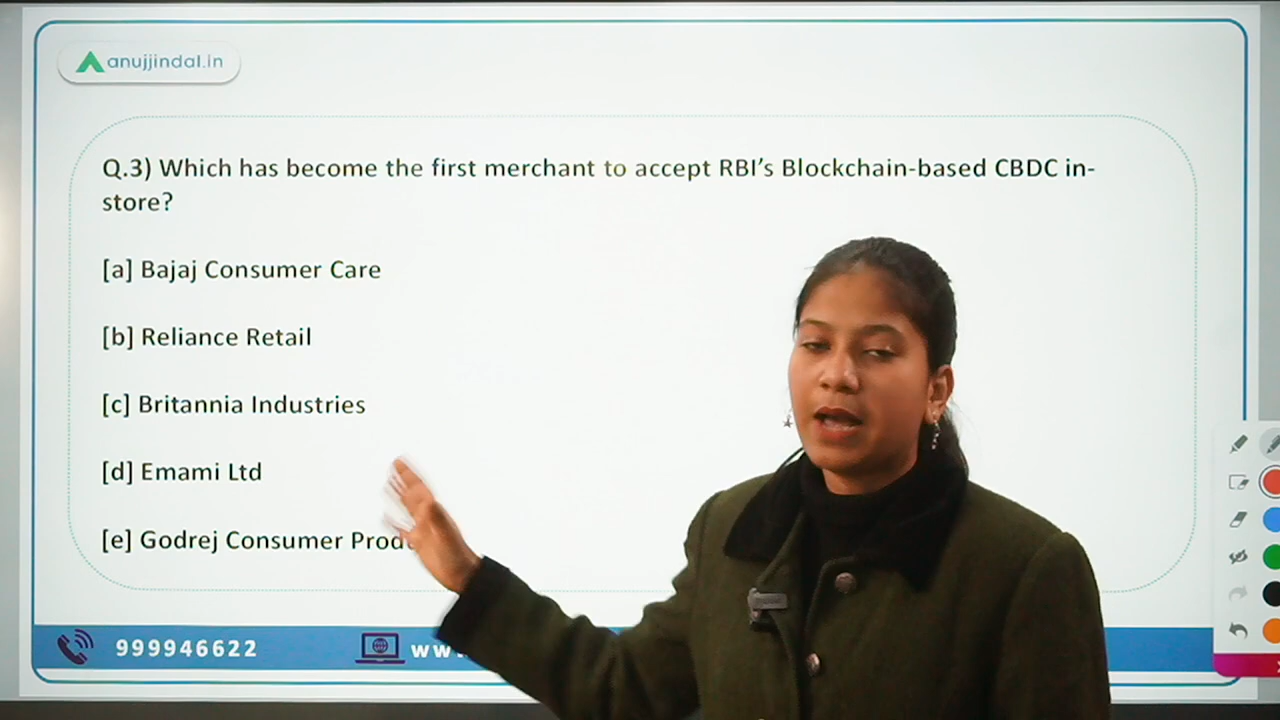 anujjindal.in
Q.3) Which has become the first merchant to accept RBI's Blockchain-based CBDC in-
store?
[a] Bajaj Consumer Care
[b] Reliance Retail
[c] Britannia Industries
[d] Emami Ltd
[e] Godrej Consumer
999946622